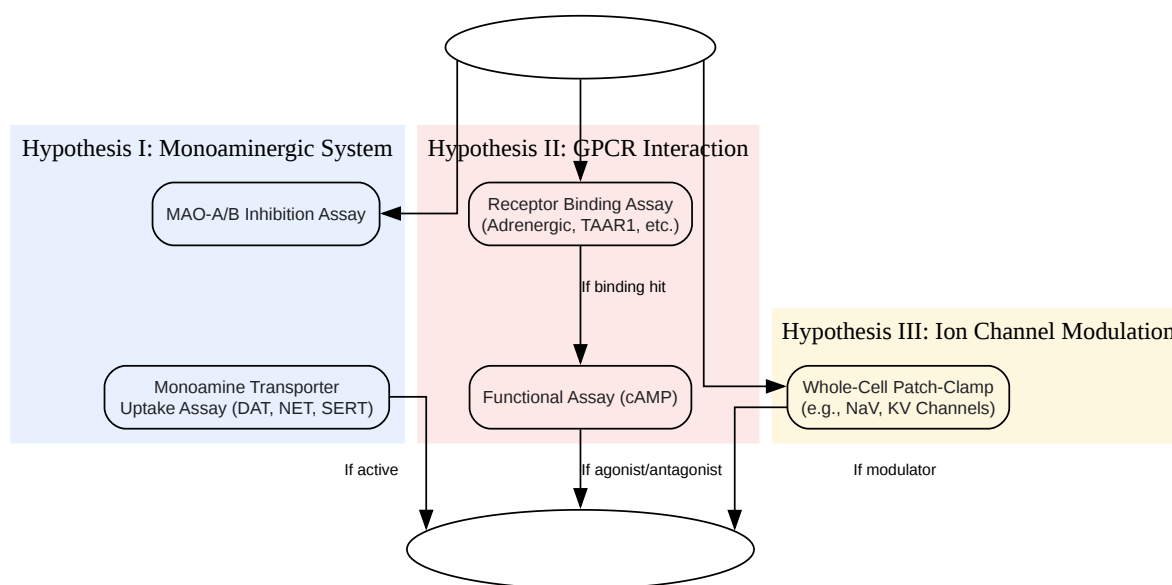 Hypothesis I: Monoaminergic System
Hypothesis II: GPCR Interaction
MAO-A/B Inhibition Assay
Receptor Binding Assay
(Adrenergic, TAAR1, etc.)
If binding hit
Hypothesis III: Ion Channel Modulation
Monoamine Transporter
Uptake Assay (DAT, NET, SERT)
Functional Assay (cAMP)
Whole-Cell Patch-Clamp
(e.g., NaV, KV Channels)
If active
If agonist/antagonist
If modulator